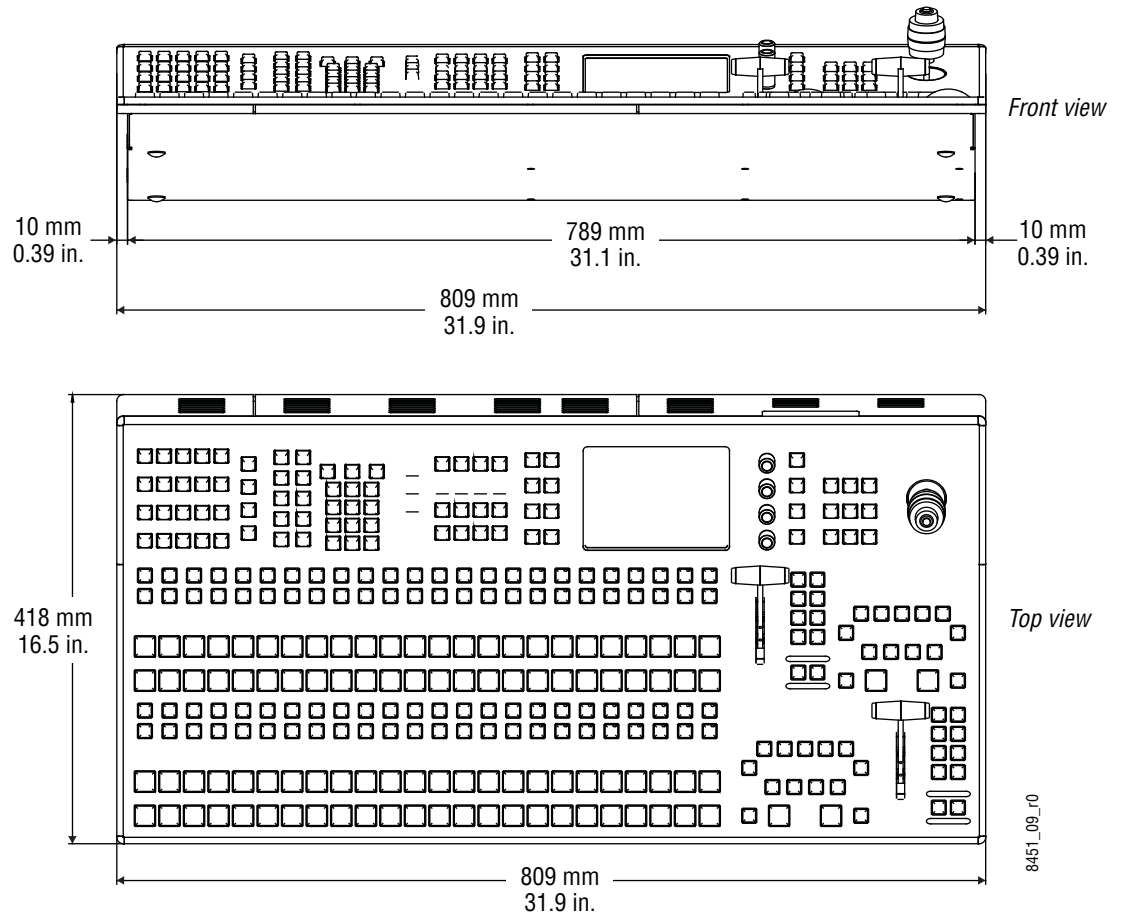 Front view
10 mm
0.39 in.
789 mm
31.1 in.
10 mm
0.39 in.
809 mm
31.9 in.
418 mm
16.5 in.
Top view
8451_09_r0
809 mm
31.9 in.